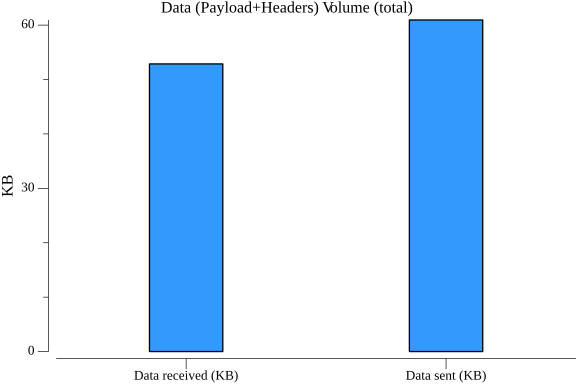 Data (Payload+Headers) Volume (total)
60
KB
30
0
Data received (KB)
Data sent (KB)